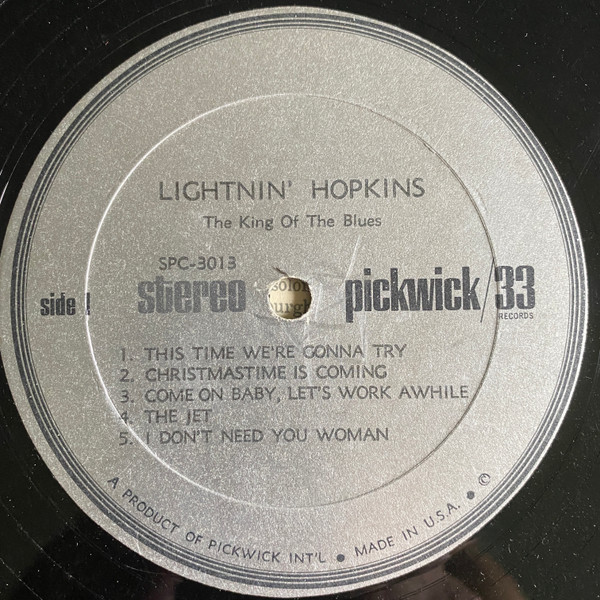 LIGHTNIN' HOPKINS
The King Of The Blues
SPC-3013
side 1 stereo pickwick/33
RECORDS
1. THIS TIME WE'RE GONNA TRY
2. CHRISTMASTIME IS COMING
3. COME ON BABY, LET'S WORK AWHILE
4. THE JET
5. I DON'T NEED YOU WOMAN
A PRODUCT OF PICKWICK INT'L ● MADE IN U.S.A. ● ©